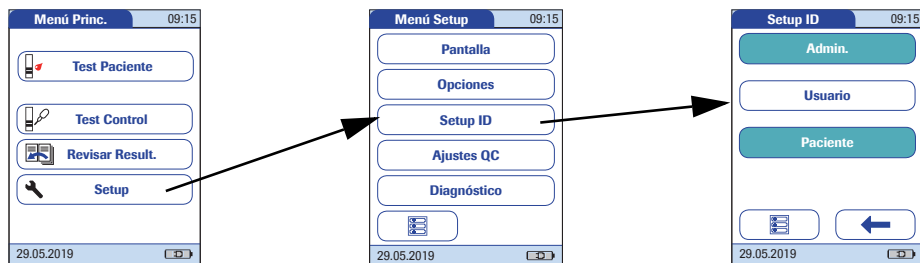 Menú Princ. 09:15
Test Paciente
Test Control
Revisar Result.
Setup
29.05.2019
Menú Setup 09:15
Pantalla
Opciones
Setup ID
Ajustes QC
Diagnóstico
29.05.2019
Setup ID 09:15
Admin.
Usuario
Paciente
29.05.2019